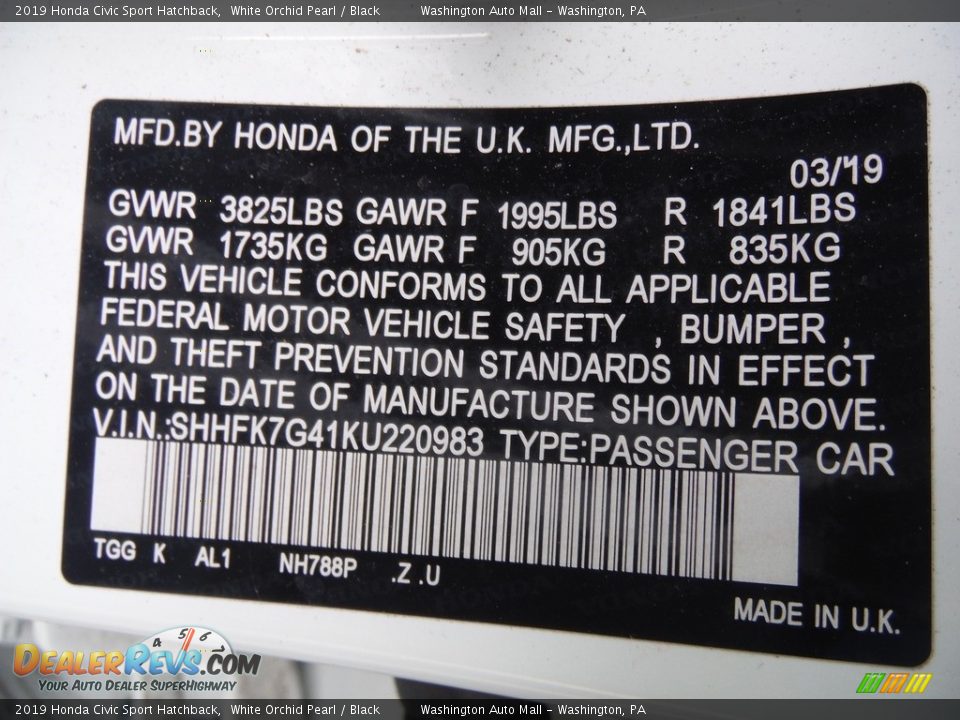 2019 Honda Civic Sport Hatchback, White Orchid Pearl / Black Washington Auto Mall - Washington, PA
MFD.BY HONDA OF THE U.K. MFG.,LTD.
03/'19
GVWR 3825LBS GAWR F 1995LBS R 1841LBS
GVWR 1735KG GAWR F 905KG R 835KG
THIS VEHICLE CONFORMS TO ALL APPLICABLE
FEDERAL MOTOR VEHICLE SAFETY , BUMPER ,
AND THEFT PREVENTION STANDARDS IN EFFECT
ON THE DATE OF MANUFACTURE SHOWN ABOVE.
V.I.N.:SHHFK7G41KU220983 TYPE:PASSENGER CAR
TGG K AL1 NH788P .Z .U
MADE IN U.K.
4 5 6
DEALERREVS.COM
YOUR AUTO DEALER SUPERHIGHWAY
2019 Honda Civic Sport Hatchback, White Orchid Pearl / Black Washington Auto Mall - Washington, PA